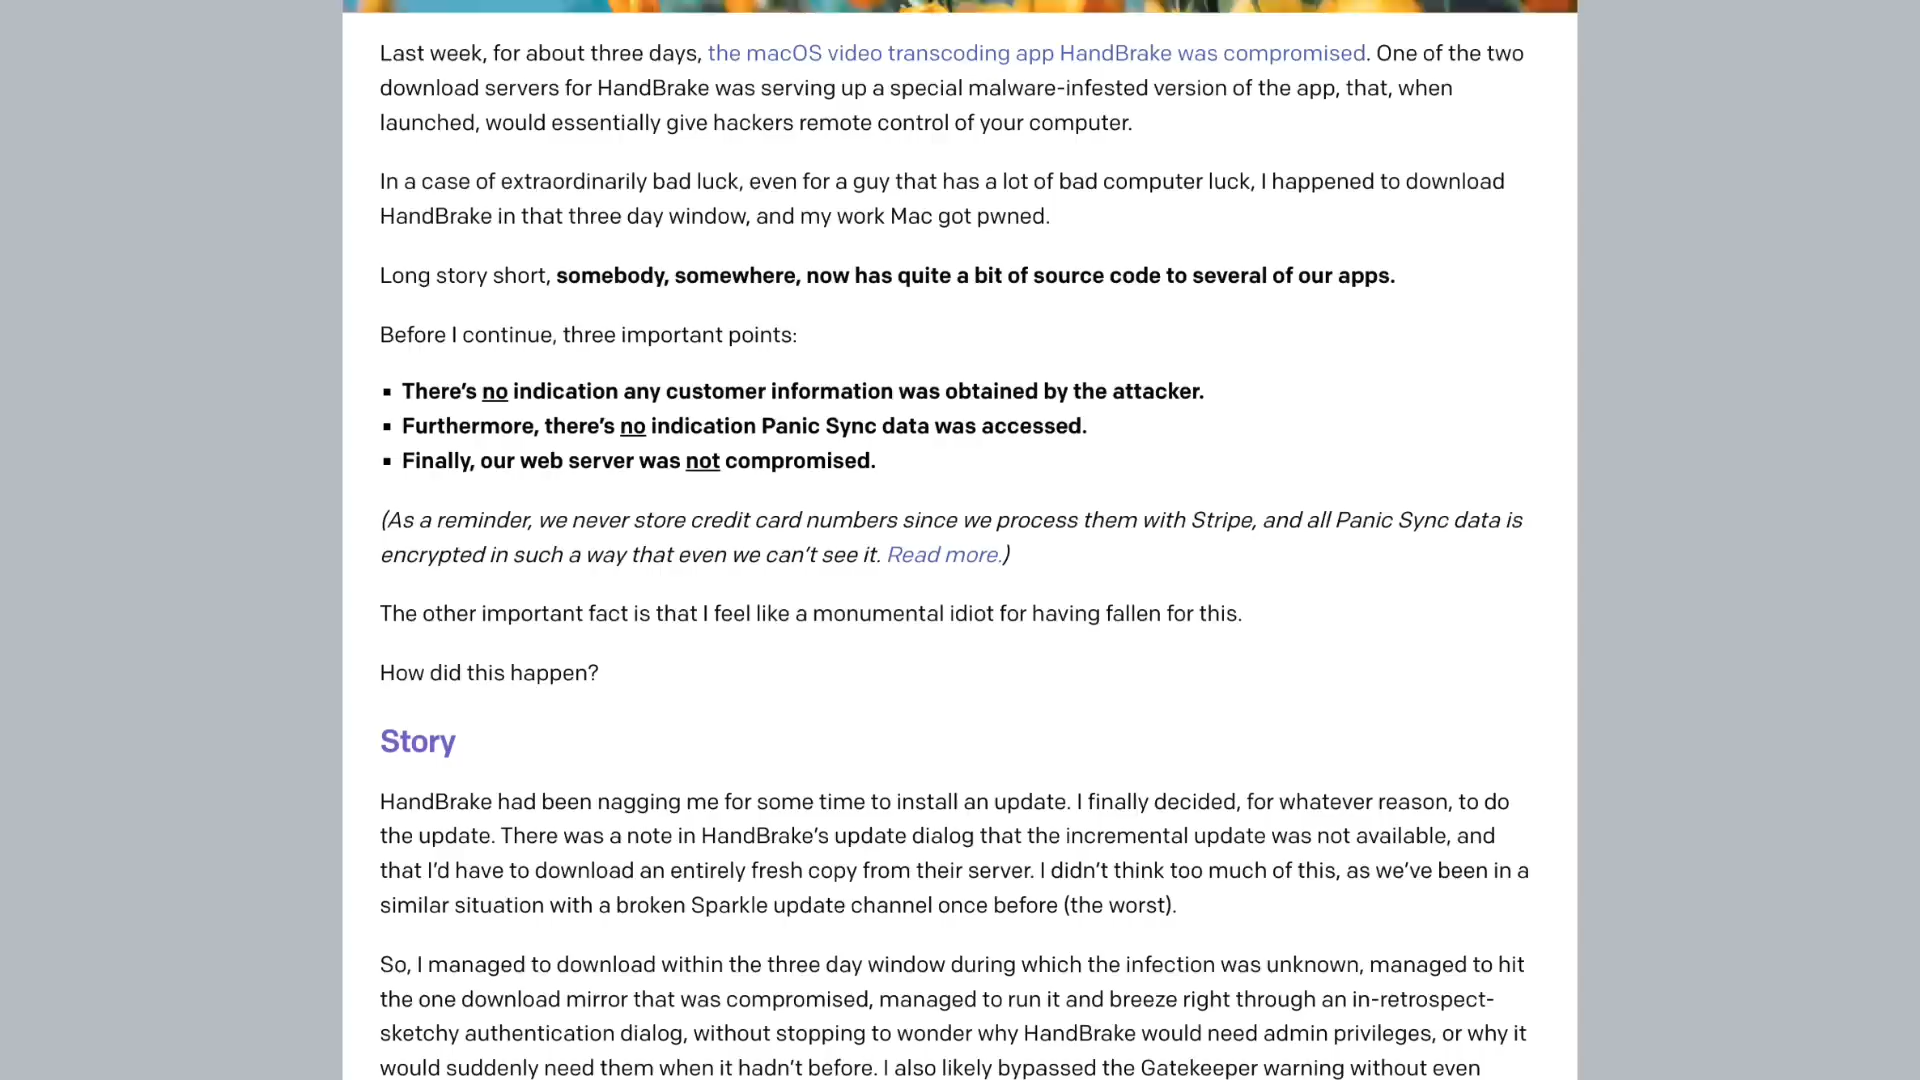 Last week, for about three days, the macOS video transcoding app HandBrake was compromised. One of the two
download servers for HandBrake was serving up a special malware-infested version of the app, that, when
launched, would essentially give hackers remote control of your computer.
In a case of extraordinarily bad luck, even for a guy that has a lot of bad computer luck, I happened to download
HandBrake in that three day window, and my work Mac got pwned.
Long story short, somebody, somewhere, now has quite a bit of source code to several of our apps.
Before I continue, three important points:
▪ There’s no indication any customer information was obtained by the attacker.
▪ Furthermore, there’s no indication Panic Sync data was accessed.
▪ Finally, our web server was not compromised.
(As a reminder, we never store credit card numbers since we process them with Stripe, and all Panic Sync data is
encrypted in such a way that even we can’t see it. Read more.)
The other important fact is that I feel like a monumental idiot for having fallen for this.
How did this happen?
Story
HandBrake had been nagging me for some time to install an update. I finally decided, for whatever reason, to do
the update. There was a note in HandBrake’s update dialog that the incremental update was not available, and
that I’d have to download an entirely fresh copy from their server. I didn’t think too much of this, as we’ve been in a
similar situation with a broken Sparkle update channel once before (the worst).
So, I managed to download within the three day window during which the infection was unknown, managed to hit
the one download mirror that was compromised, managed to run it and breeze right through an in-retrospect-
sketchy authentication dialog, without stopping to wonder why HandBrake would need admin privileges, or why it
would suddenly need them when it hadn’t before. I also likely bypassed the Gatekeeper warning without even